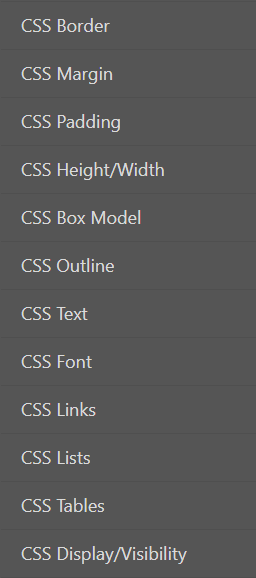 CSS Border
CSS Margin
CSS Padding
CSS Height/Width
CSS Box Model
CSS Outline
CSS Text
CSS Font
CSS Links
CSS Lists
CSS Tables
CSS Display/Visibility